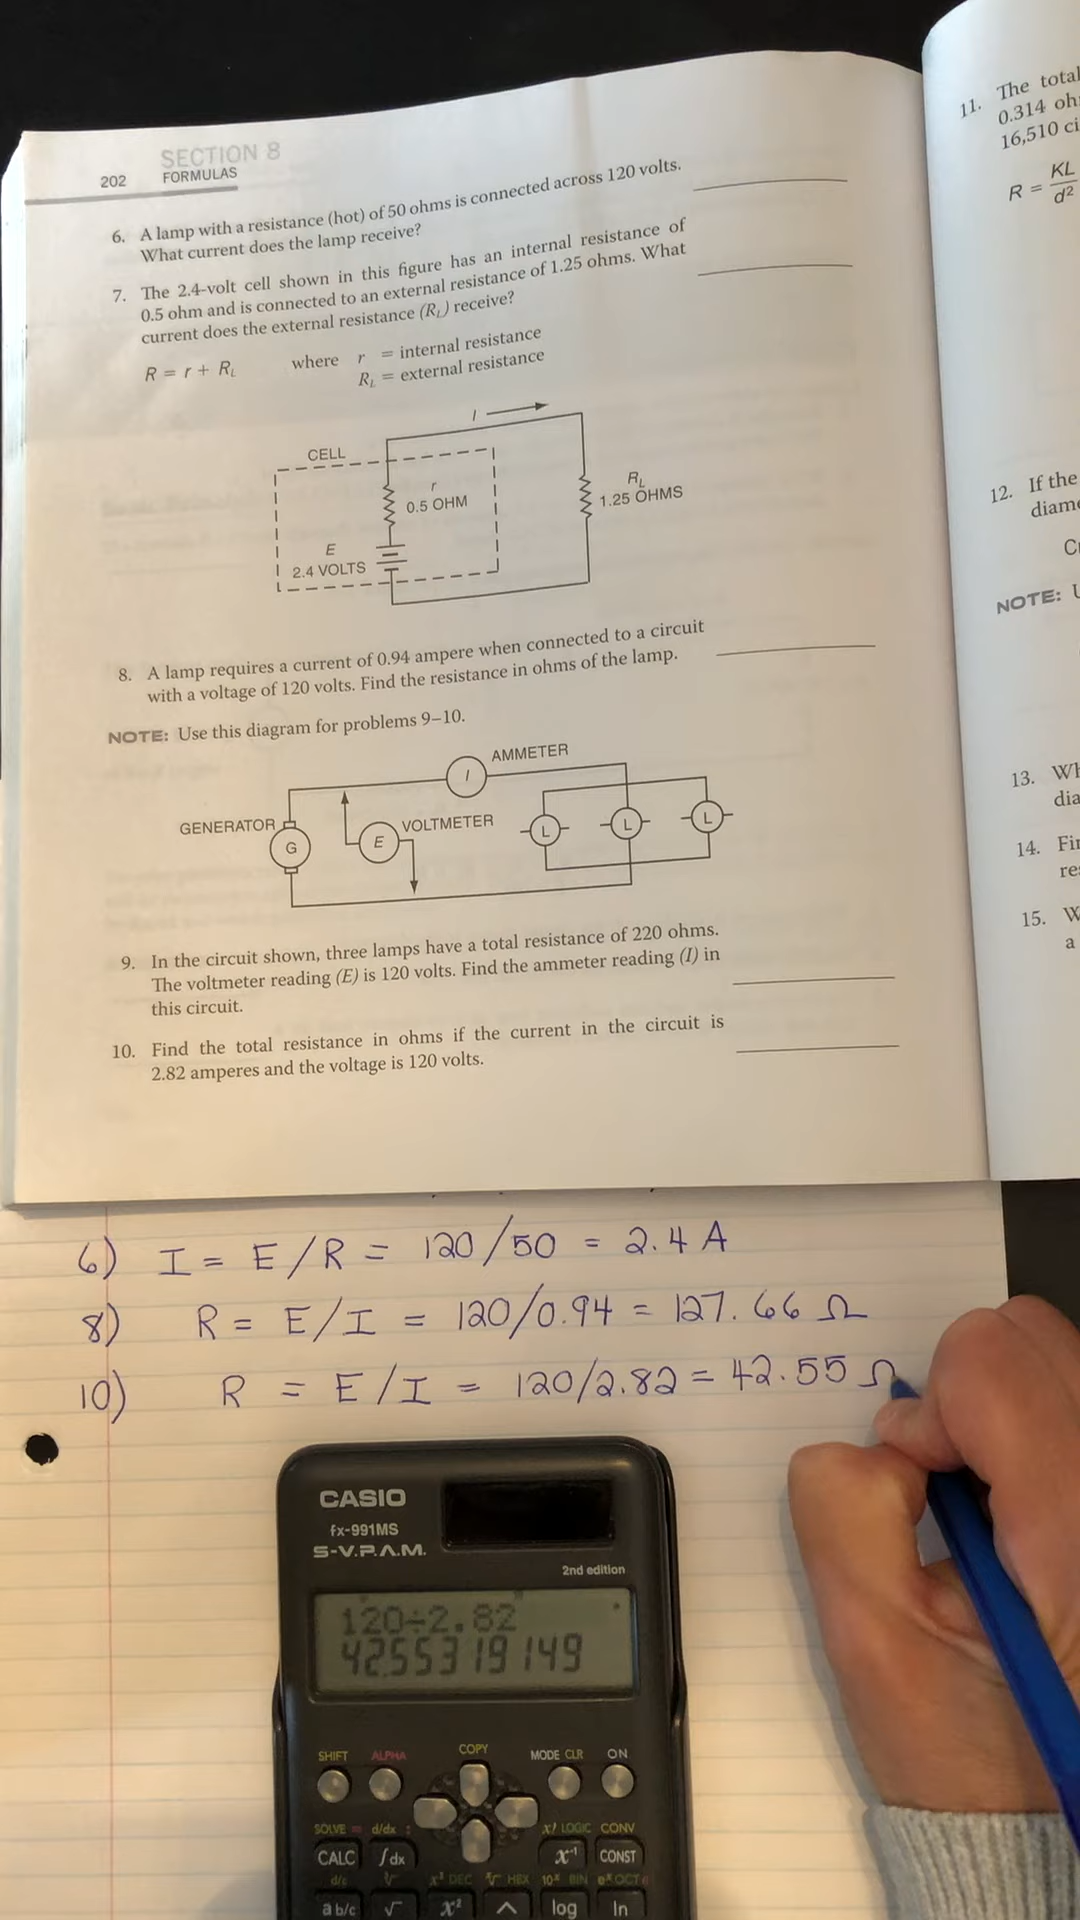 SECTION 8
202 FORMULAS
6. A lamp with a resistance (hot) of 50 ohms is connected across 120 volts.
What current does the lamp receive?
7. The 2.4-volt cell shown in this figure has an internal resistance of
0.5 ohm and is connected to an external resistance of 1.25 ohms. What
current does the external resistance (R_L) receive?
R = r + R_L where r = internal resistance
R_L = external resistance
I
CELL
r
0.5 OHM
R_L
1.25 OHMS
E
2.4 VOLTS
8. A lamp requires a current of 0.94 ampere when connected to a circuit
with a voltage of 120 volts. Find the resistance in ohms of the lamp.
NOTE: Use this diagram for problems 9–10.
I AMMETER
GENERATOR
G
E VOLTMETER
L L L
9. In the circuit shown, three lamps have a total resistance of 220 ohms.
The voltmeter reading (E) is 120 volts. Find the ammeter reading (I) in
this circuit.
10. Find the total resistance in ohms if the current in the circuit is
2.82 amperes and the voltage is 120 volts.
11. The total
0.314 oh
16,510 ci
R = KL
d²
12. If the
diam
NOTE:
13.
dia
14.
re
15. W
a
6) I = E/R = 120/50 = 2.4 A
8) R = E/I = 120/0.94 = 127.66 Ω
10) R = E/I = 120/2.82 = 42.55 Ω
CASIO
fx-991MS
S-V.P.A.M.
2nd edition
120÷2.82
42.55319149
SHIFT ALPHA COPY MODE CLR ON
SOLVE = d/dx : x! LOGIC CONV
CALC ∫dx x⁻¹ CONST
d/c x³ DEC HEX 10ˣ BIN eˣ OCT
a b/c √ x² ^ log ln